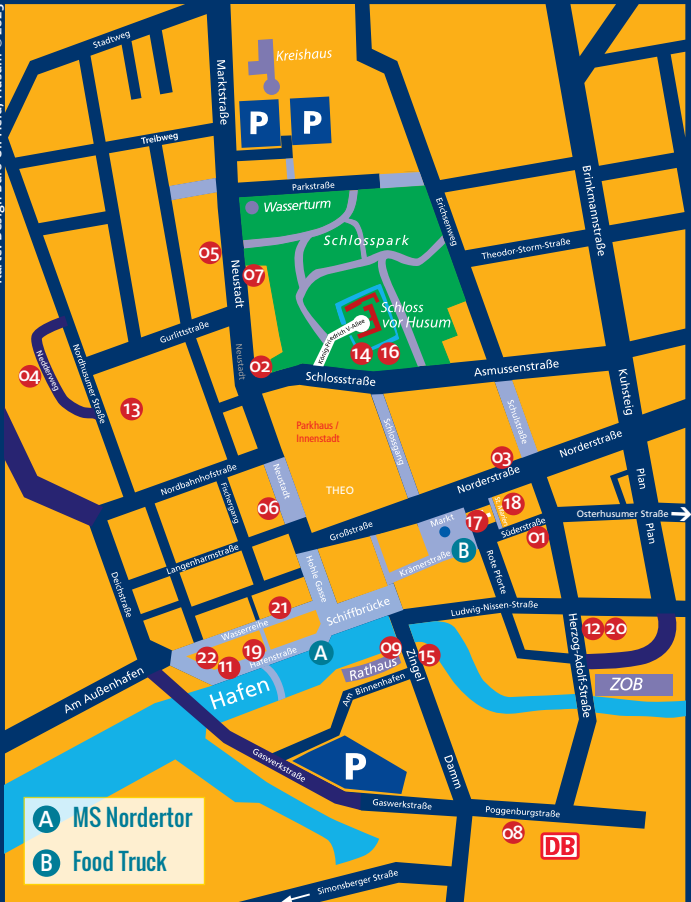 Stadtweg
Marktstraße
Kreishaus
P
P
Treibweg
Parkstraße
Wasserturm
Schlosspark
Erichsenweg
Brinkmannstraße
Theodor-Storm-Straße
05
07
Neustadt
Gurlittstraße
Neustadt
02
Schloss
vor Husum
König-Friedrich V-Allee
14
16
Schlossstraße
Asmussenstraße
Kuhsteig
04
Nedderweg
Nordhusumer Straße
13
Parkhaus /
Innenstadt
Schlossgang
Schulstraße
03
Norderstraße
Norderstraße
Plan
Plan
Nordbahnhofstraße
Neustadt
THEO
06
Fischergang
Großstraße
Markt
17
18
Süderstraße
01
Osterhusumer Straße
B
Krämerstraße
Rote Pforte
Langenharmstraße
Deichstraße
Hohle Gasse
Schiffbrücke
Ludwig-Nissen-Straße
21
Wasserreihe
22
11
19
Hafenstraße
A
09
15
Zingel
Rathaus
Am Binnenhafen
12
20
Herzog-Adolf-Straße
ZOB
Am Außenhafen
Hafen
Gaswerkstraße
P
Gaswerkstraße
Damm
Poggenburgstraße
08
DB
Simonsberger Straße
A MS Nordertor
B Food Truck